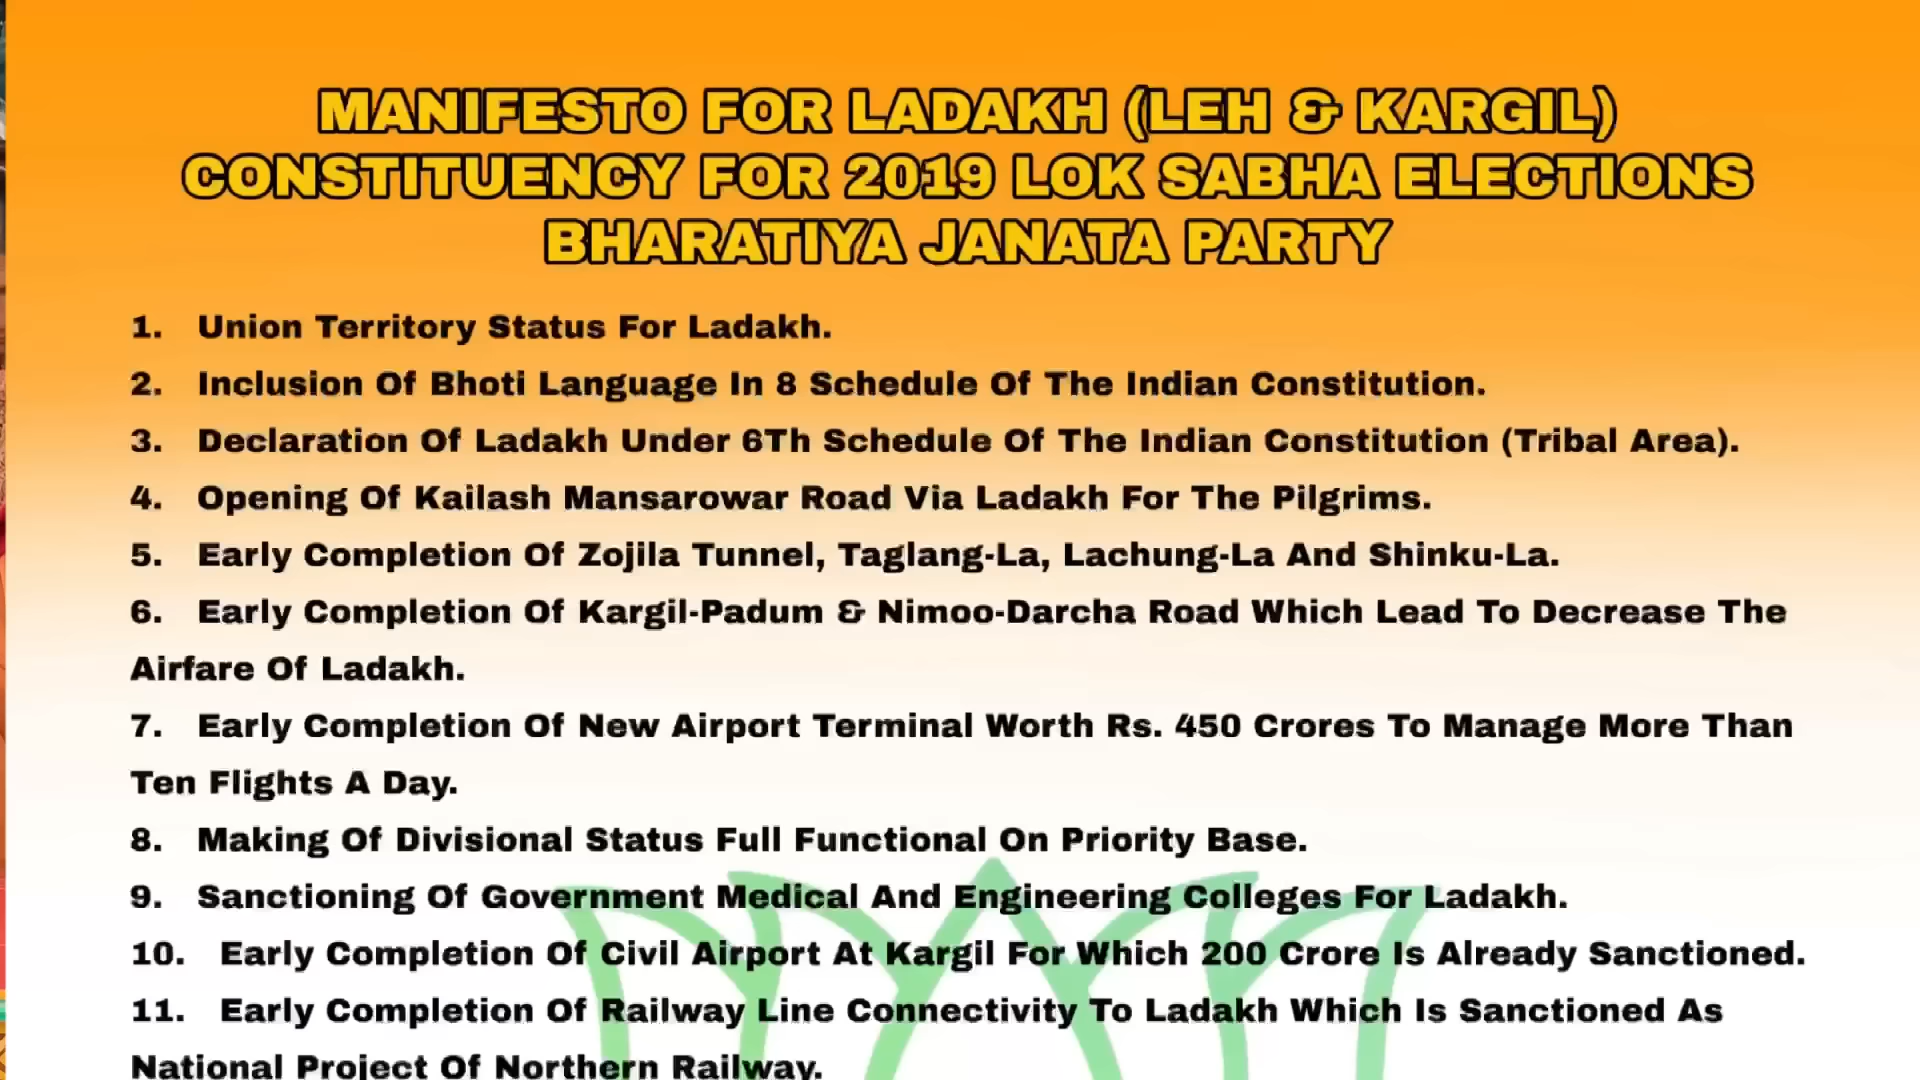 MANIFESTO FOR LADAKH (LEH & KARGIL)
CONSTITUENCY FOR 2019 LOK SABHA ELECTIONS
BHARATIYA JANATA PARTY
1. Union Territory Status For Ladakh.
2. Inclusion Of Bhoti Language In 8 Schedule Of The Indian Constitution.
3. Declaration Of Ladakh Under 6Th Schedule Of The Indian Constitution (Tribal Area).
4. Opening Of Kailash Mansarowar Road Via Ladakh For The Pilgrims.
5. Early Completion Of Zojila Tunnel, Taglang-La, Lachung-La And Shinku-La.
6. Early Completion Of Kargil-Padum & Nimoo-Darcha Road Which Lead To Decrease The
Airfare Of Ladakh.
7. Early Completion Of New Airport Terminal Worth Rs. 450 Crores To Manage More Than
Ten Flights A Day.
8. Making Of Divisional Status Full Functional On Priority Base.
9. Sanctioning Of Government Medical And Engineering Colleges For Ladakh.
10. Early Completion Of Civil Airport At Kargil For Which 200 Crore Is Already Sanctioned.
11. Early Completion Of Railway Line Connectivity To Ladakh Which Is Sanctioned As
National Project Of Northern Railway.